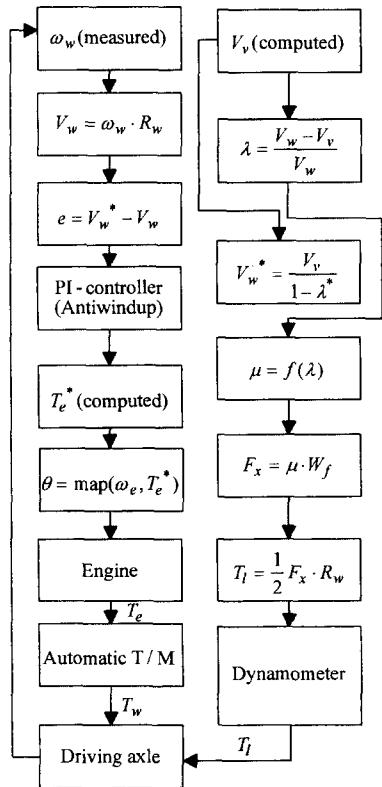 ω_w (measured)
V_w = ω_w · R_w
e = V_w^* − V_w
PI - controller
(Antiwindup)
T_e^* (computed)
θ = map(ω_e, T_e^*)
Engine
T_e
Automatic T / M
T_w
Driving axle
V_v (computed)
λ = (V_w − V_v) / V_w
V_w^* = V_v / (1 − λ^*)
μ = f(λ)
F_x = μ · W_f
T_l = 1/2 F_x · R_w
Dynamometer
T_l